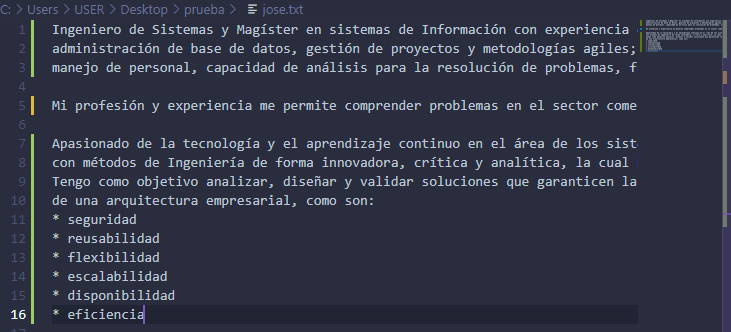 C: > Users > USER > Desktop > prueba > jose.txt
1 Ingeniero de Sistemas y Magíster en sistemas de Información con experiencia
2 administración de base de datos, gestión de proyectos y metodologías agiles;
3 manejo de personal, capacidad de análisis para la resolución de problemas, f
4
5 Mi profesión y experiencia me permite comprender problemas en el sector come
6
7 Apasionado de la tecnología y el aprendizaje continuo en el área de los sist
8 con métodos de Ingeniería de forma innovadora, crítica y analítica, la cual
9 Tengo como objetivo analizar, diseñar y validar soluciones que garanticen la
10 de una arquitectura empresarial, como son:
11 * seguridad
12 * reusabilidad
13 * flexibilidad
14 * escalabilidad
15 * disponibilidad
16 * eficiencia